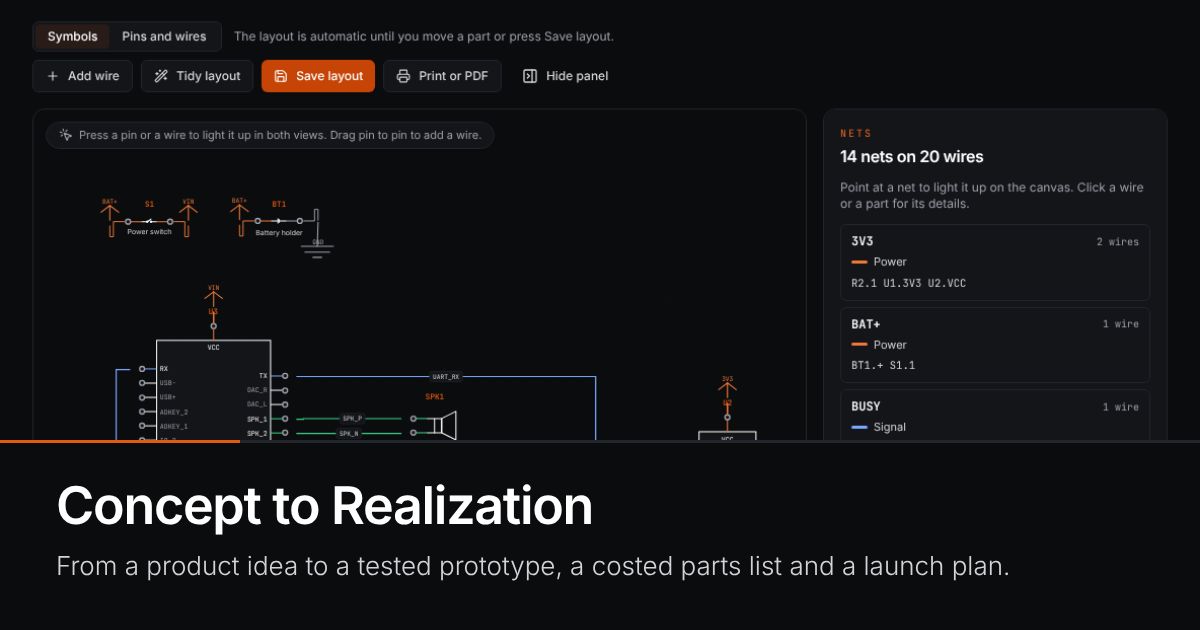 Symbols
Pins and wires
The layout is automatic until you move a part or press Save layout.
Add wire
Tidy layout
Save layout
Print or PDF
Hide panel
Press a pin or a wire to light it up in both views. Drag pin to pin to add a wire.
BAT+
S1
VIN
Power switch
BAT+
BT1
Battery holder
GND
VIN
U3
VCC
RX
USB-
USB+
ADKEY_2
ADKEY_1
TX
DAC_R
DAC_L
SPK_1
SPK_2
UART_RX
SPK1
SPK_P
SPK_N
3V3
U2
VCC
NETS
14 nets on 20 wires
Point at a net to light it up on the canvas. Click a wire
or a part for its details.
3V3
2 wires
Power
R2.1 U1.3V3 U2.VCC
BAT+
1 wire
Power
BT1.+ S1.1
BUSY
1 wire
Signal
Concept to Realization
From a product idea to a tested prototype, a costed parts list and a launch plan.